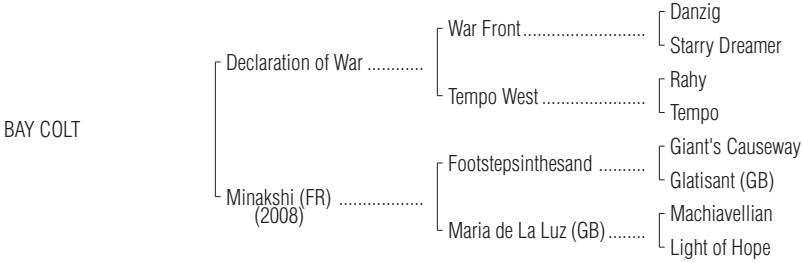 Danzig
War Front..........................
Starry Dreamer
Declaration of War ............
Rahy
Tempo West ......................
Tempo
BAY COLT
Giant's Causeway
Footstepsinthesand ..........
Glatisant (GB)
Minakshi (FR) ..................
(2008)
Machiavellian
Maria de La Luz (GB) ........
Light of Hope